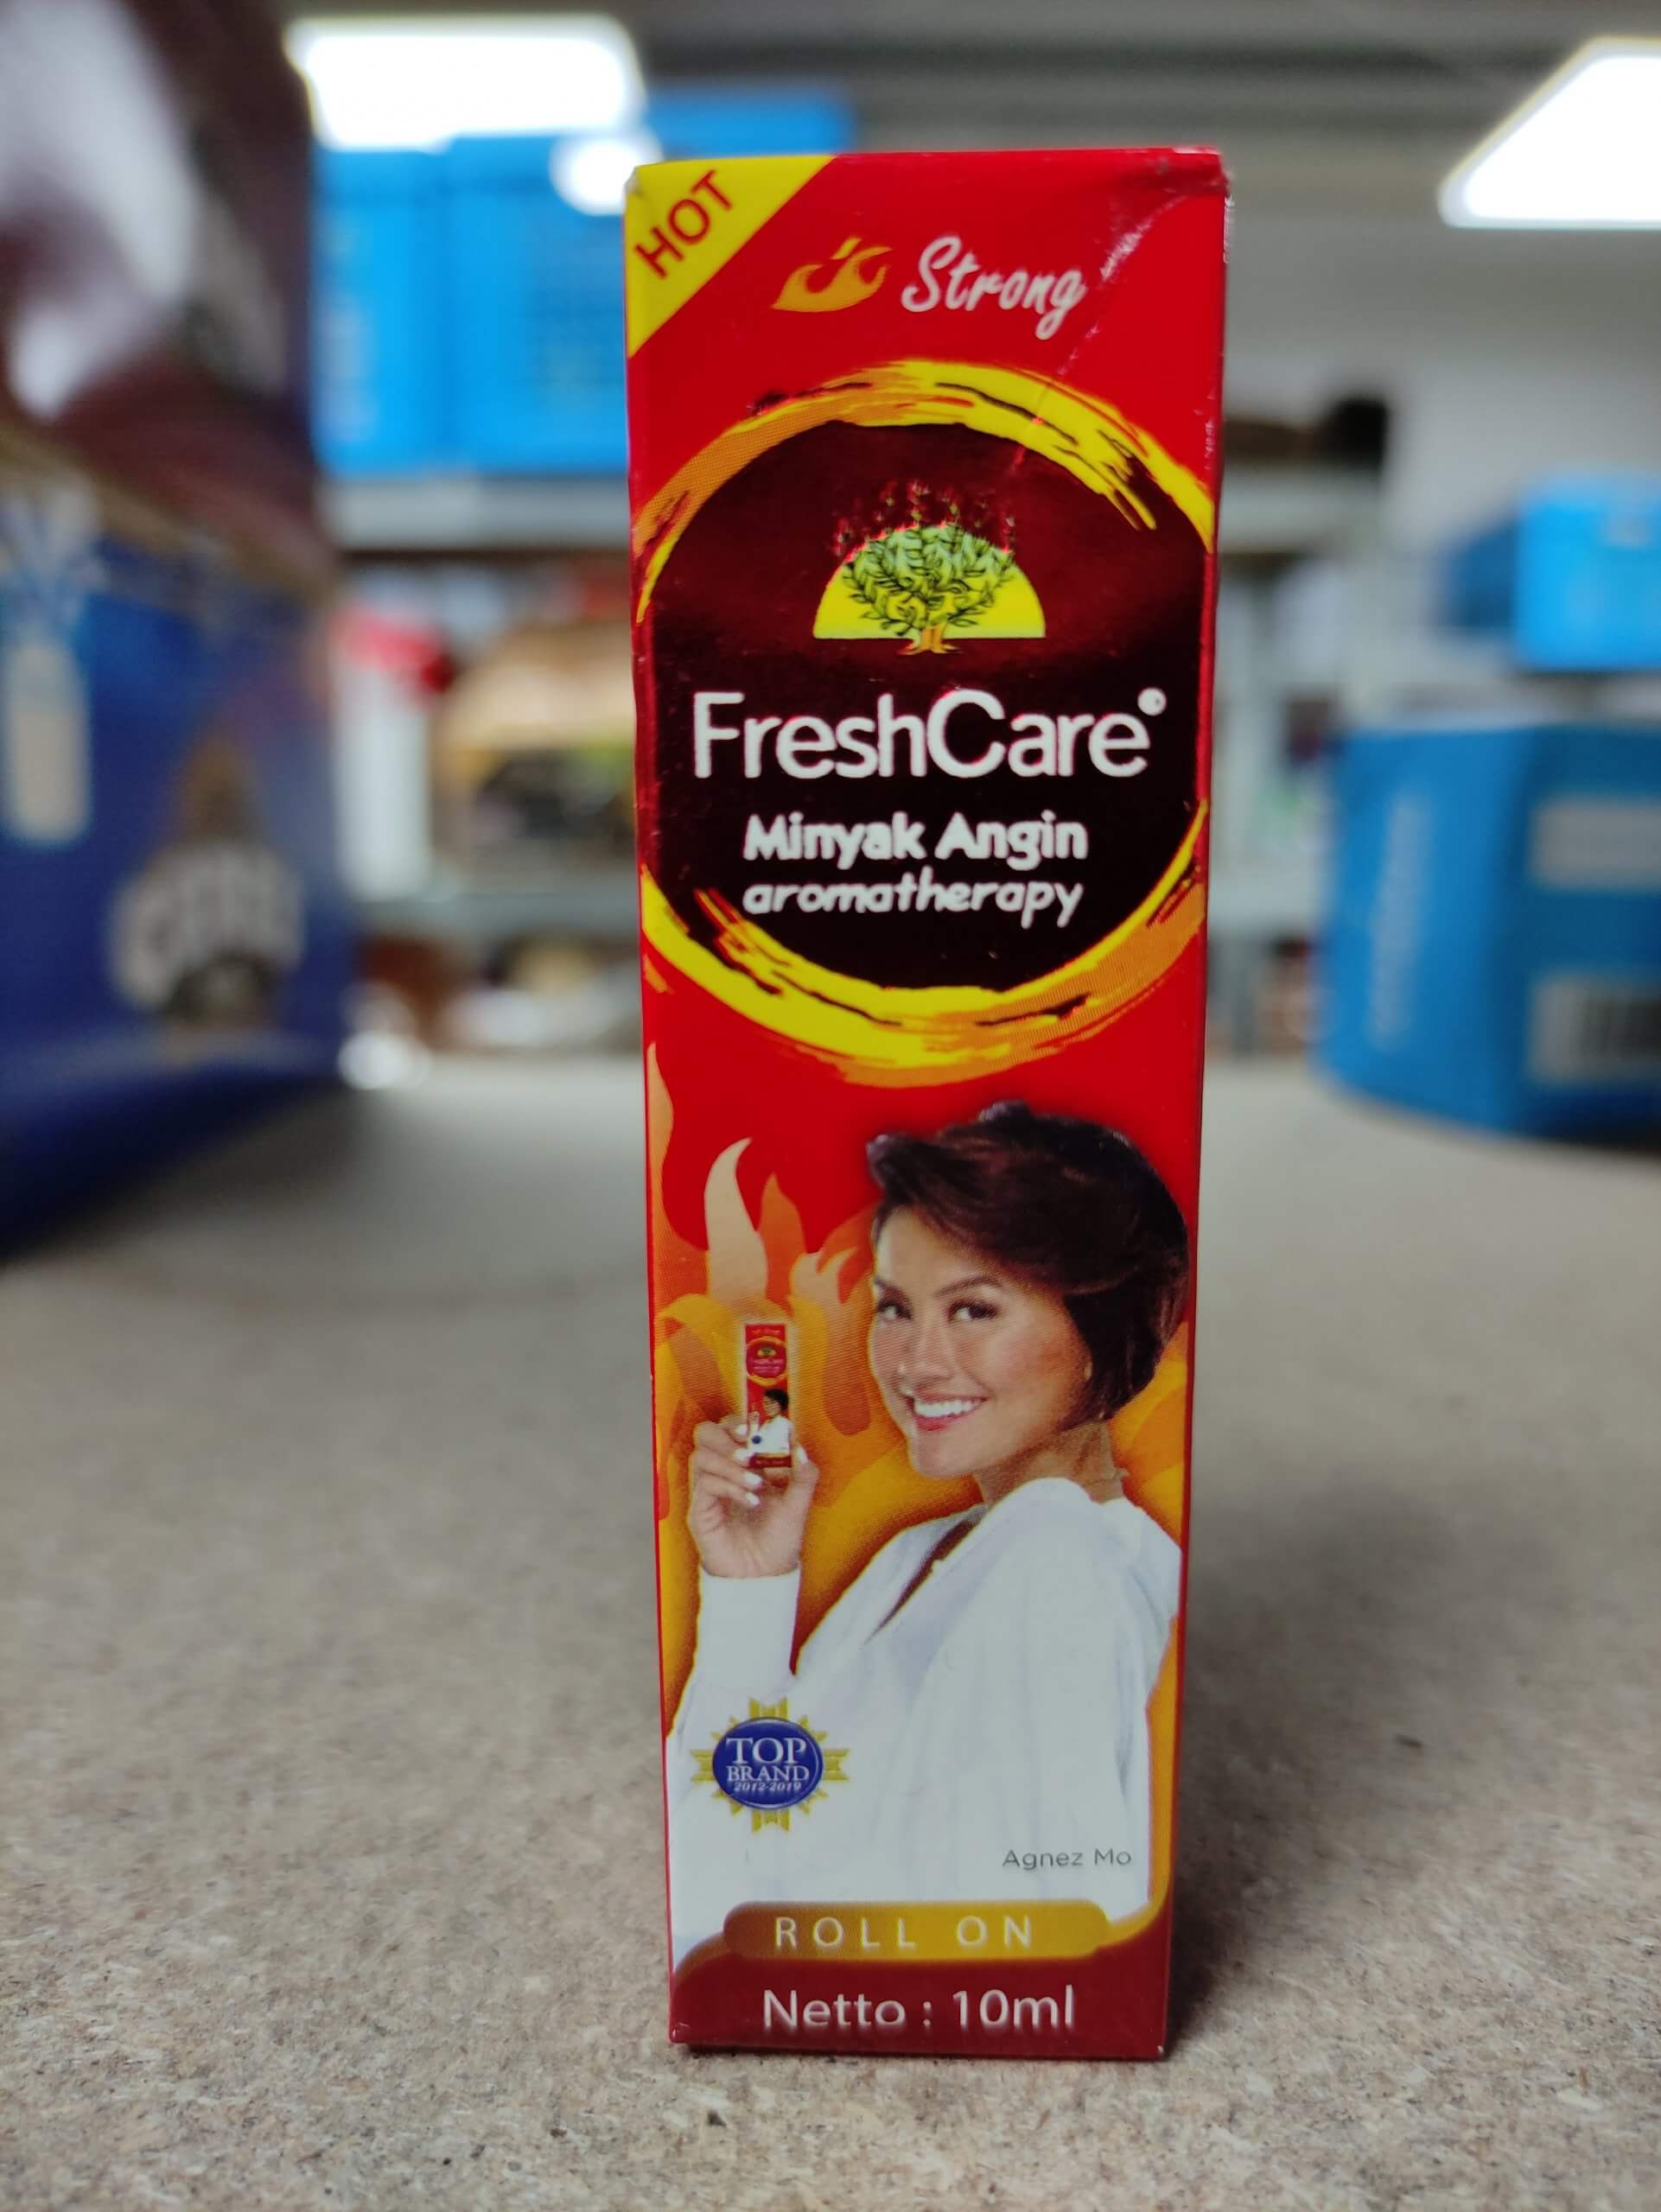 HOT
Strong
FreshCare®
Minyak Angin
aromatherapy
TOP
BRAND
2012-2019
Agnez Mo
ROLL ON
Netto : 10ml